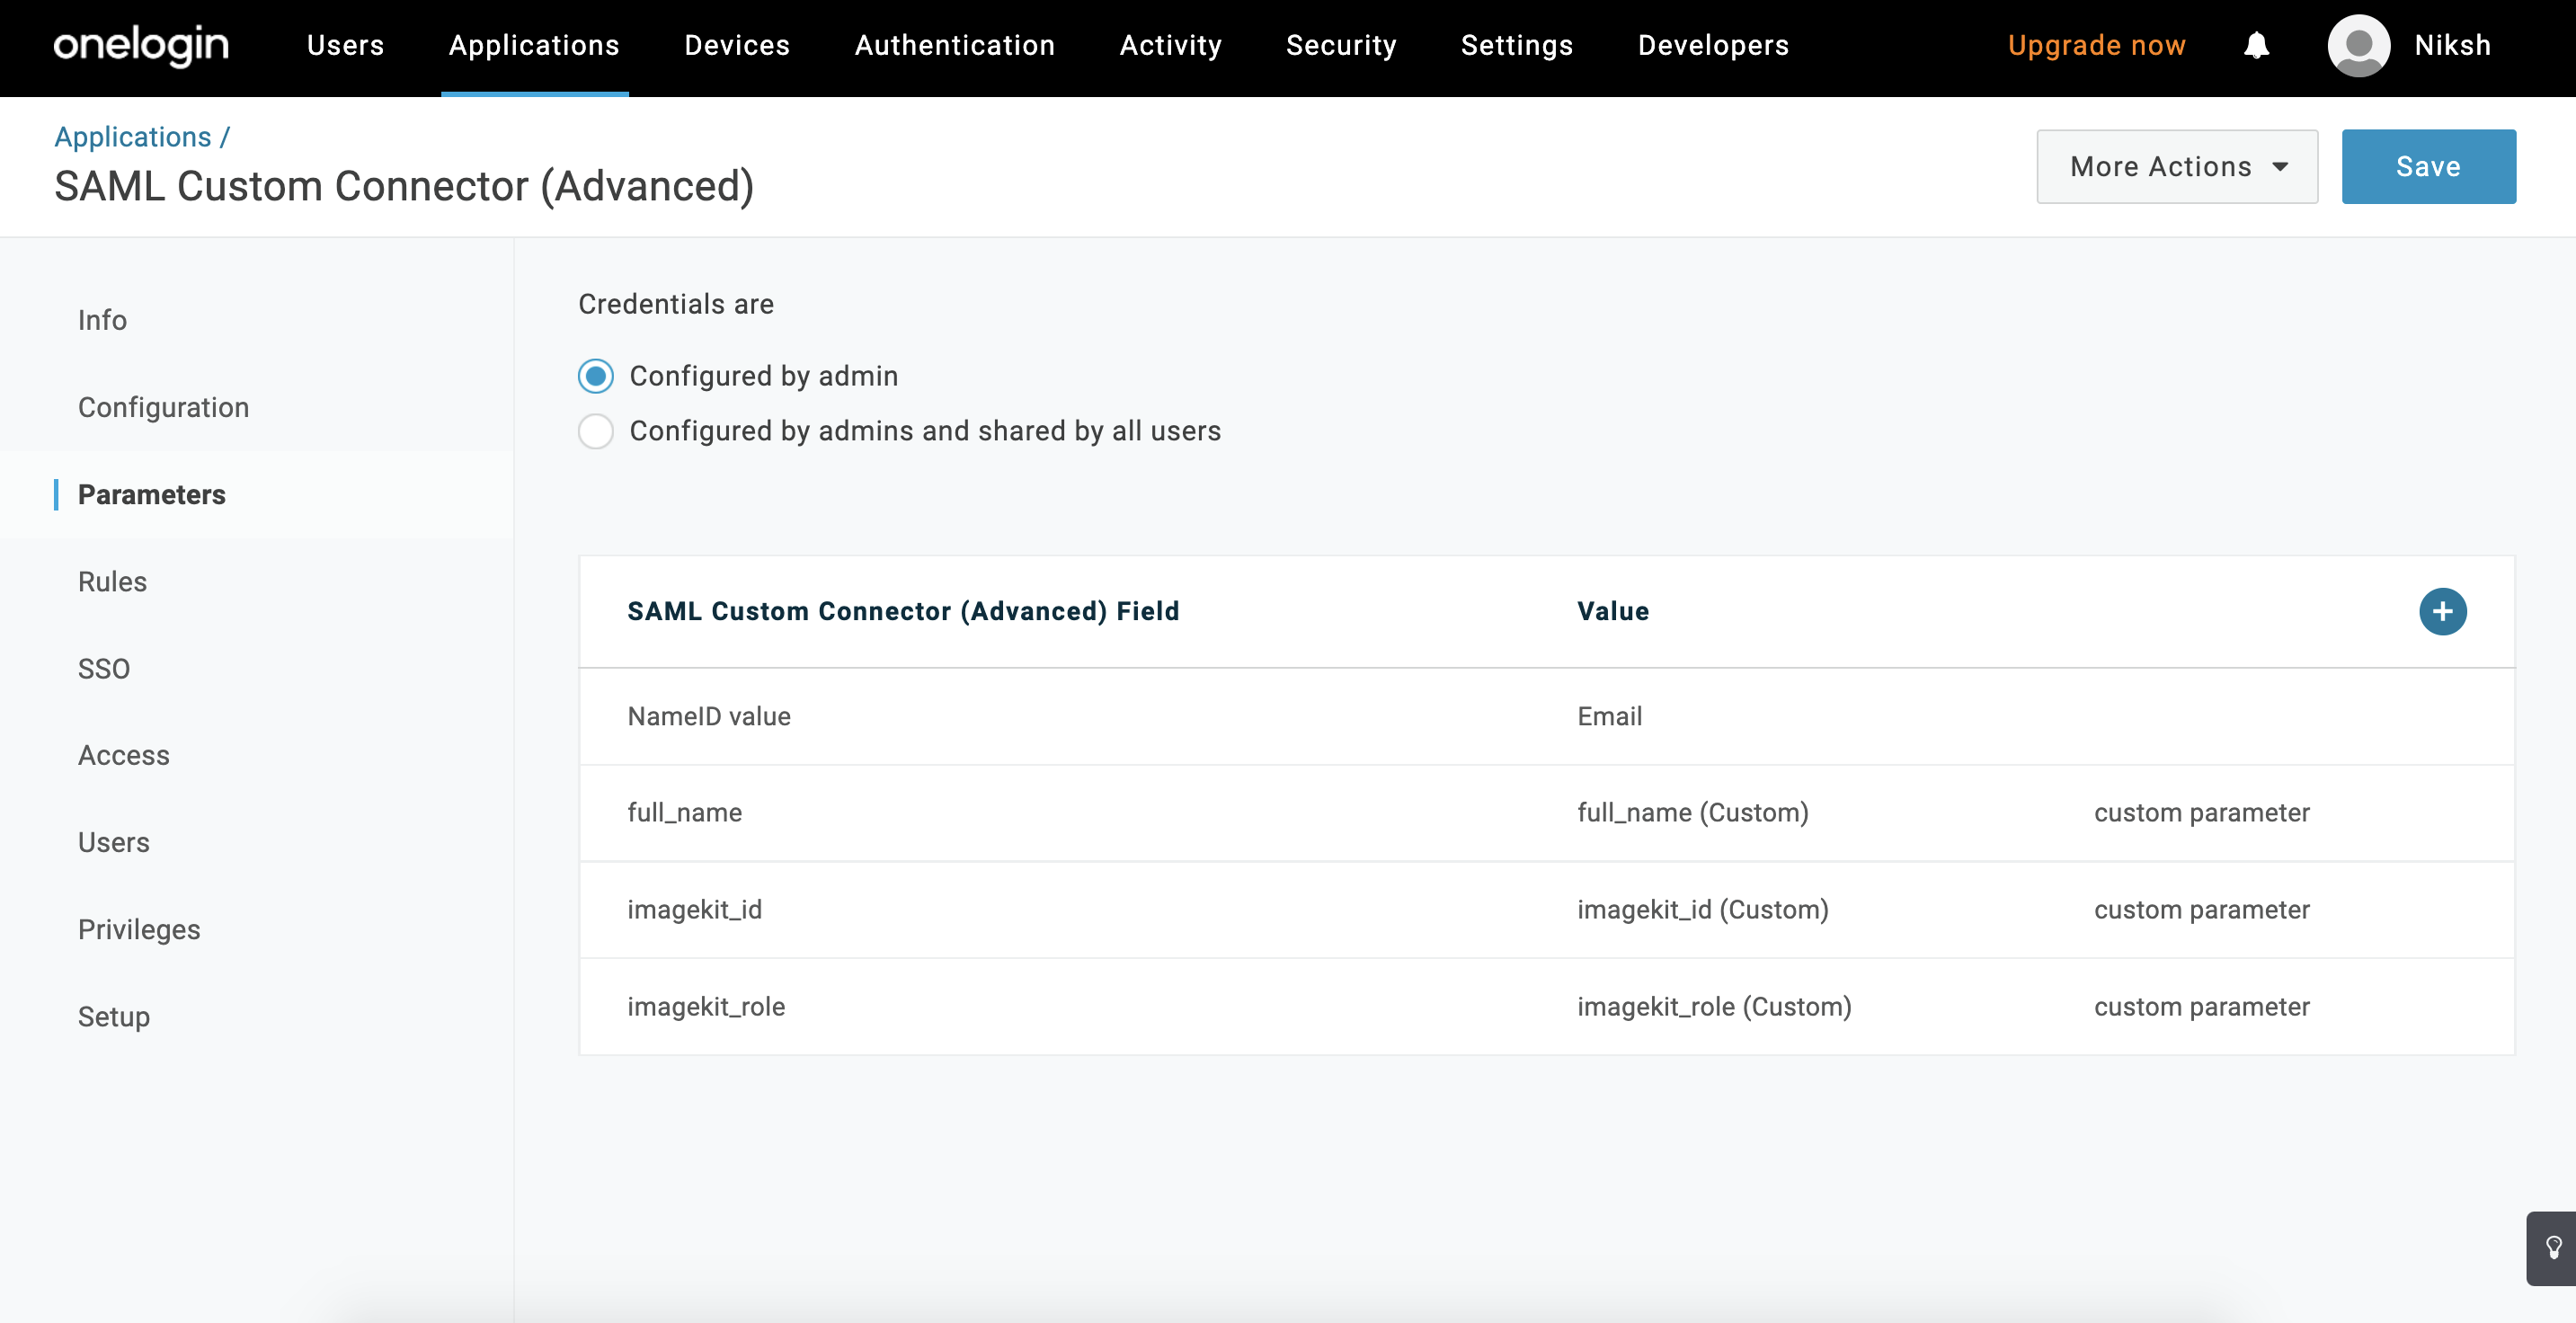 onelogin Users Applications Devices Authentication Activity Security Settings Developers Upgrade now Niksh
Applications /
SAML Custom Connector (Advanced)
More Actions Save
Info
Configuration
Parameters
Rules
SSO
Access
Users
Privileges
Setup
Credentials are
Configured by admin
Configured by admins and shared by all users
SAML Custom Connector (Advanced) Field Value
NameID value Email
full_name full_name (Custom) custom parameter
imagekit_id imagekit_id (Custom) custom parameter
imagekit_role imagekit_role (Custom) custom parameter